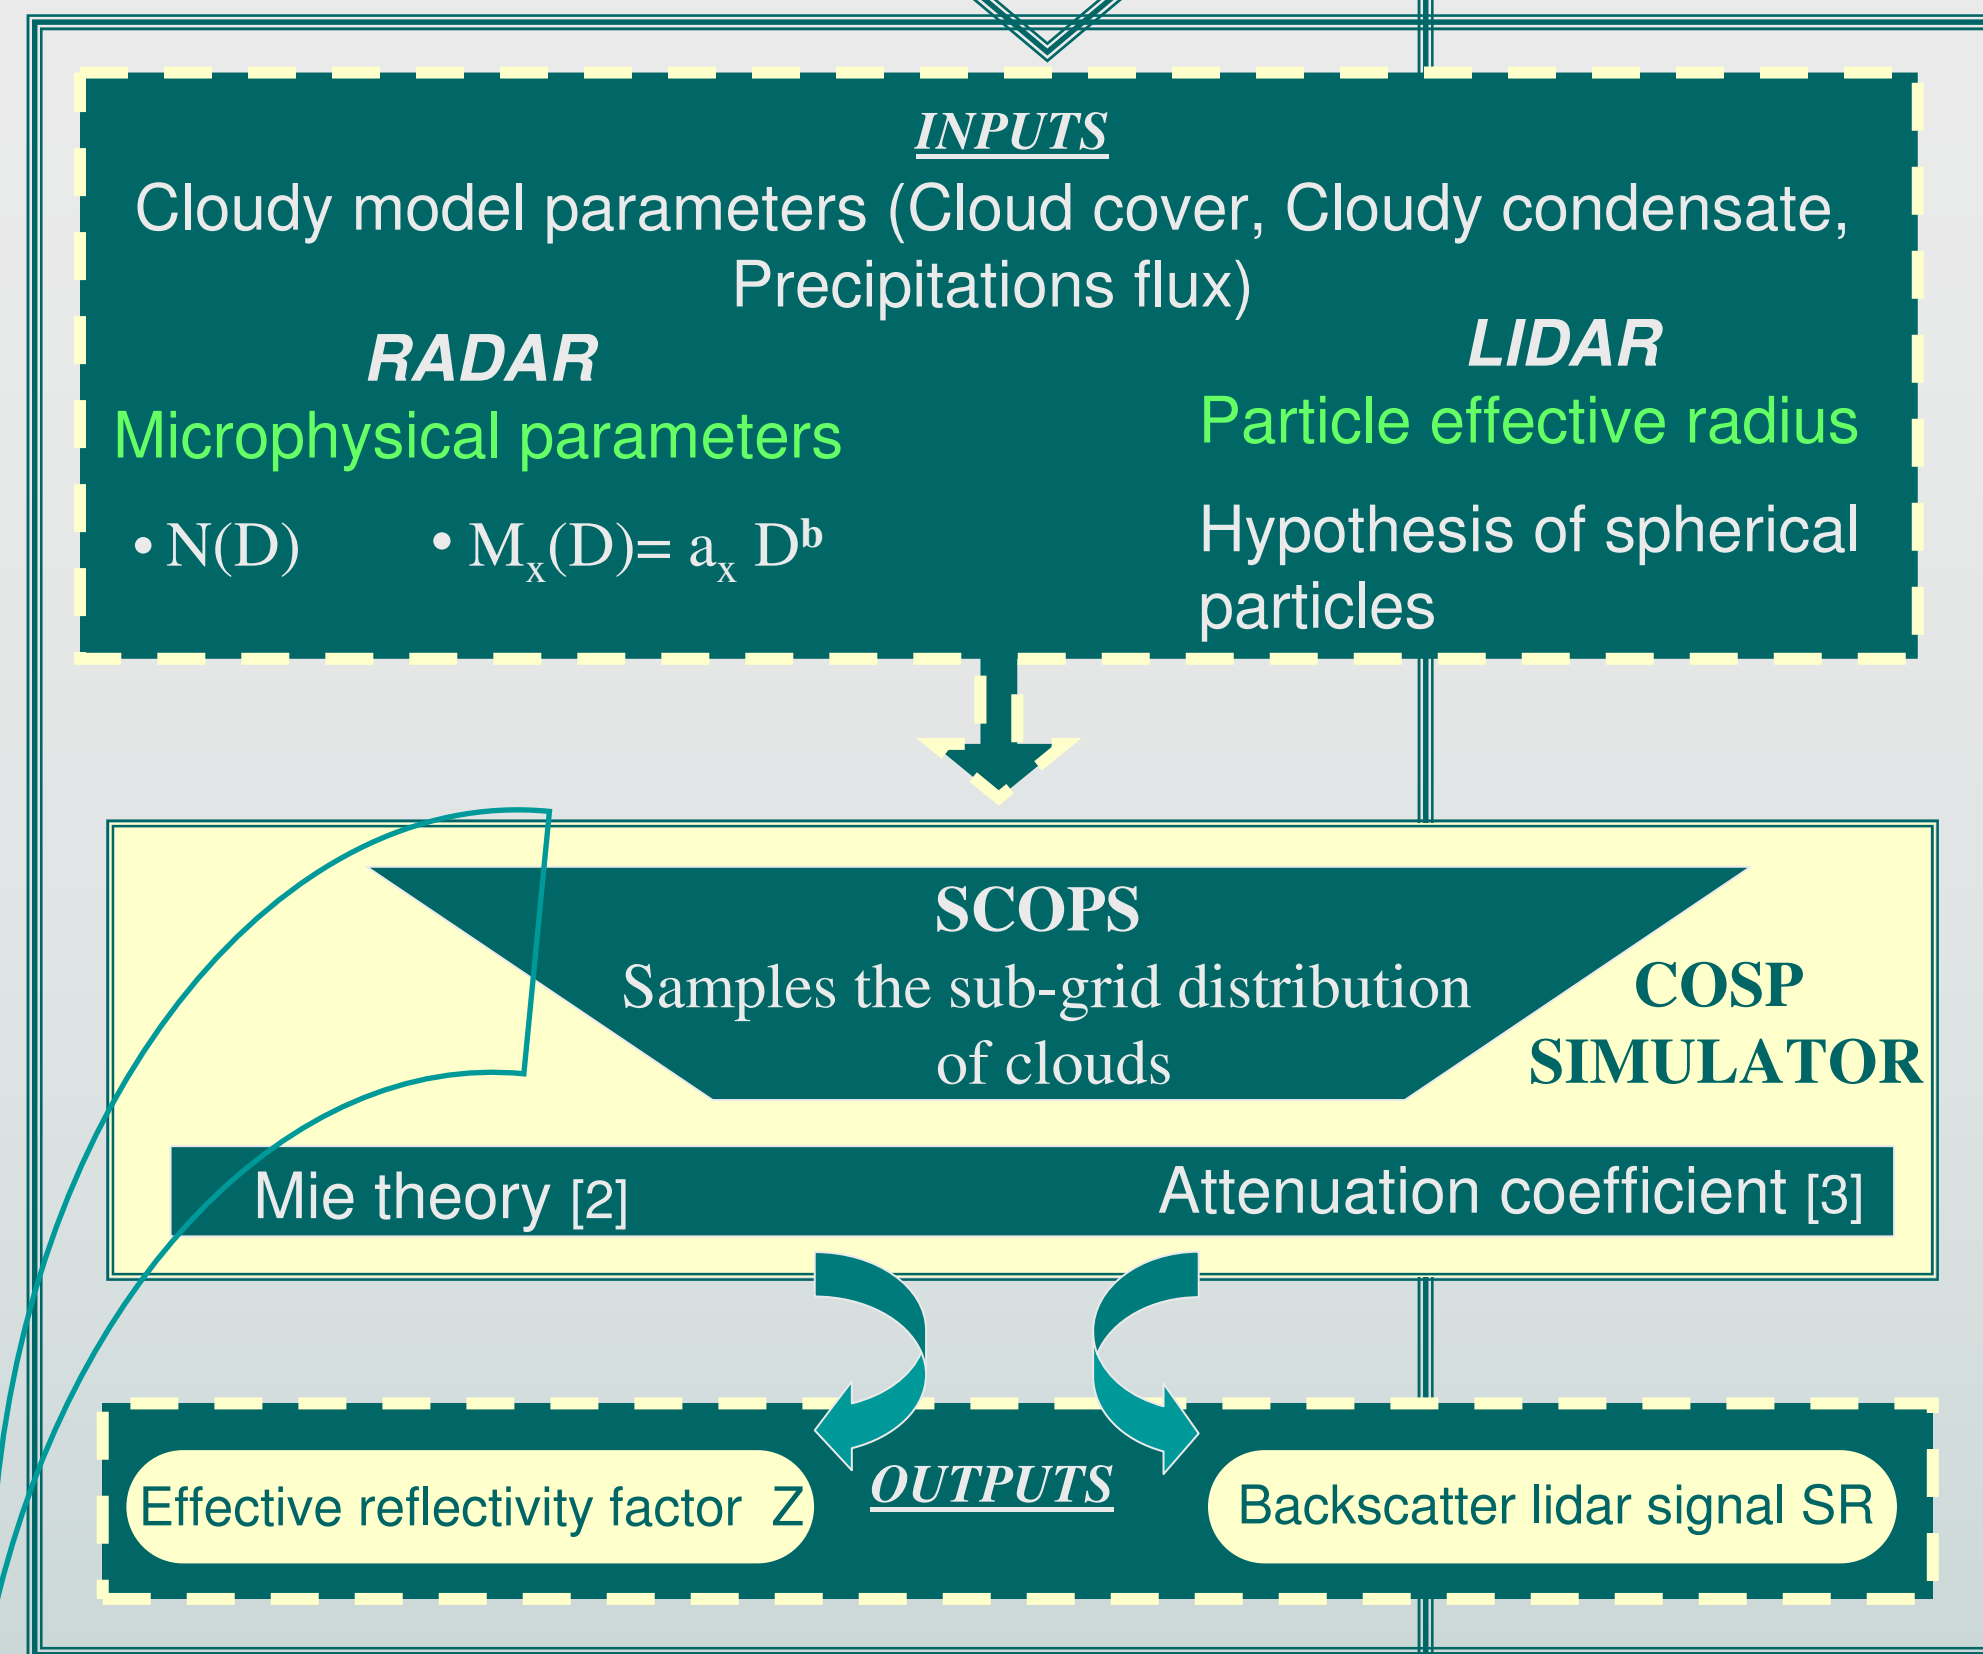 INPUTS
Cloudy model parameters (Cloud cover, Cloudy condensate,
Precipitations flux)
RADAR
Microphysical parameters
• N(D)
• Mₓ(D)= aₓ Dᵇ
LIDAR
Particle effective radius
Hypothesis of spherical
particles
SCOPS
Samples the sub-grid distribution
of clouds
COSP
SIMULATOR
Mie theory [2]
Attenuation coefficient [3]
Effective reflectivity factor Z
OUTPUTS
Backscatter lidar signal SR